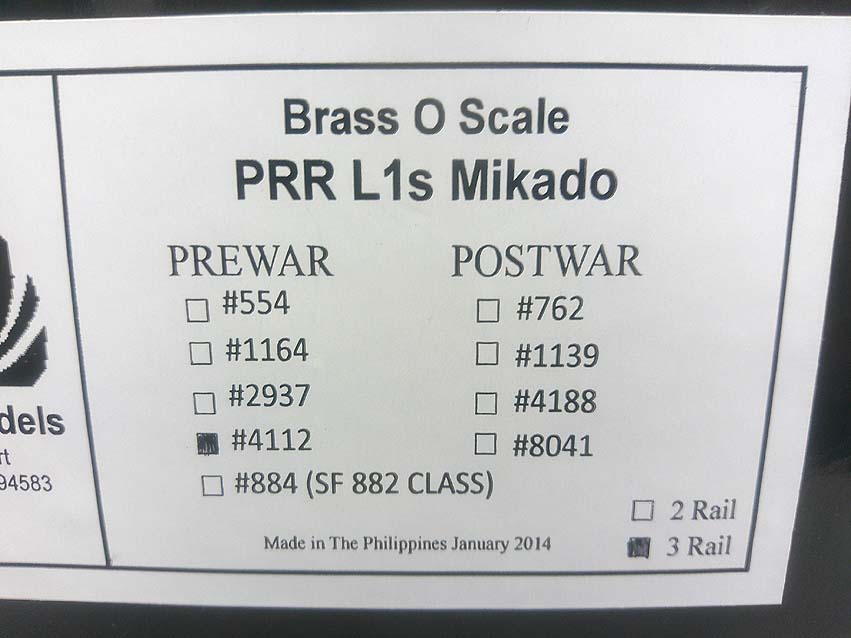 Brass O Scale
PRR L1s Mikado
PREWAR
#554
#1164
#2937
#4112
#884 (SF 882 CLASS)
POSTWAR
#762
#1139
#4188
#8041
2 Rail
3 Rail
Made in The Philippines January 2014
dels
rt
94583